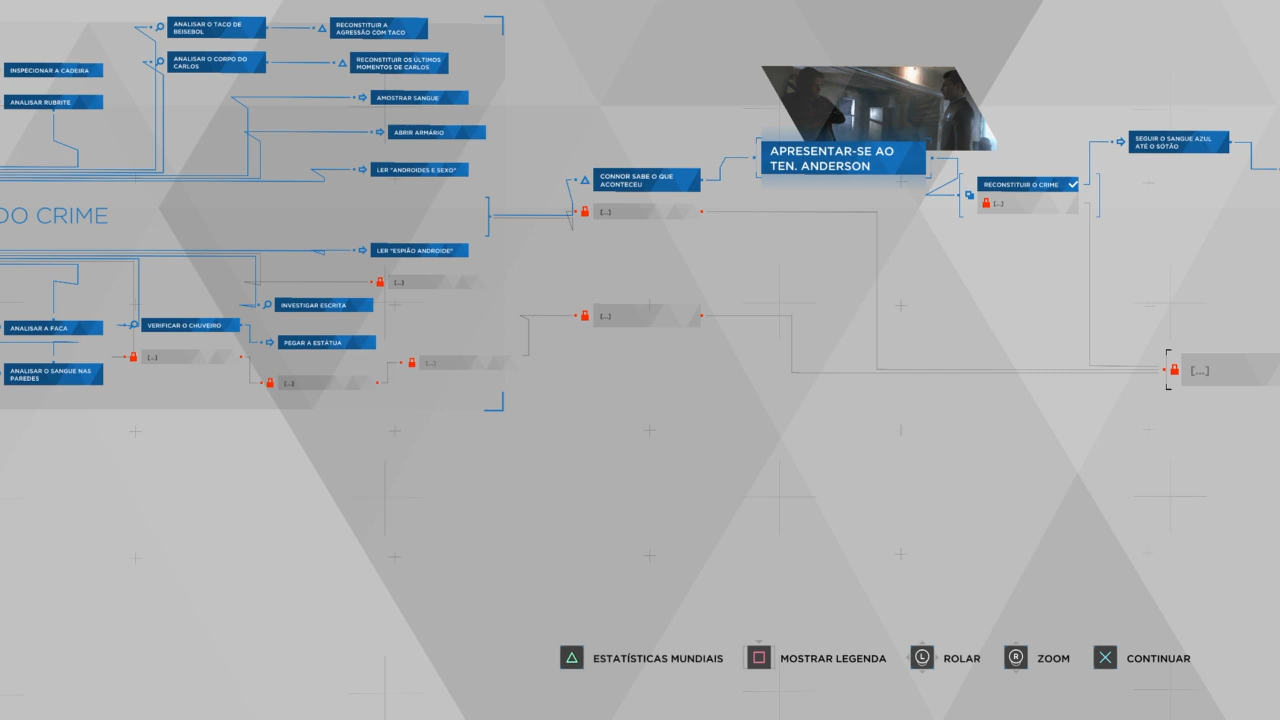 ANALISAR O TACO DE
BEISEBOL
RECONSTITUIR A
AGRESSÃO COM TACO
ANALISAR O CORPO DO
CARLOS
RECONSTITUIR OS ÚLTIMOS
MOMENTOS DE CARLOS
INSPECIONAR A CADEIRA
ANALISAR RUBRITE
AMOSTRAR SANGUE
ABRIR ARMÁRIO
LER "ANDROIDES E SEXO"
APRESENTAR-SE AO
TEN. ANDERSON
SEGUIR O SANGUE AZUL
ATÉ O SÓTÃO
CONNOR SABE O QUE
ACONTECEU
RECONSTITUIR O CRIME
[...]
[...]
DO CRIME
LER "ESPIÃO ANDROIDE"
[...]
INVESTIGAR ESCRITA
[...]
ANALISAR A FACA
VERIFICAR O CHUVEIRO
PEGAR A ESTÁTUA
[...]
[...]
[...]
[...]
ANALISAR O SANGUE NAS
PAREDES
ESTATÍSTICAS MUNDIAIS
MOSTRAR LEGENDA
L
ROLAR
R
ZOOM
CONTINUAR